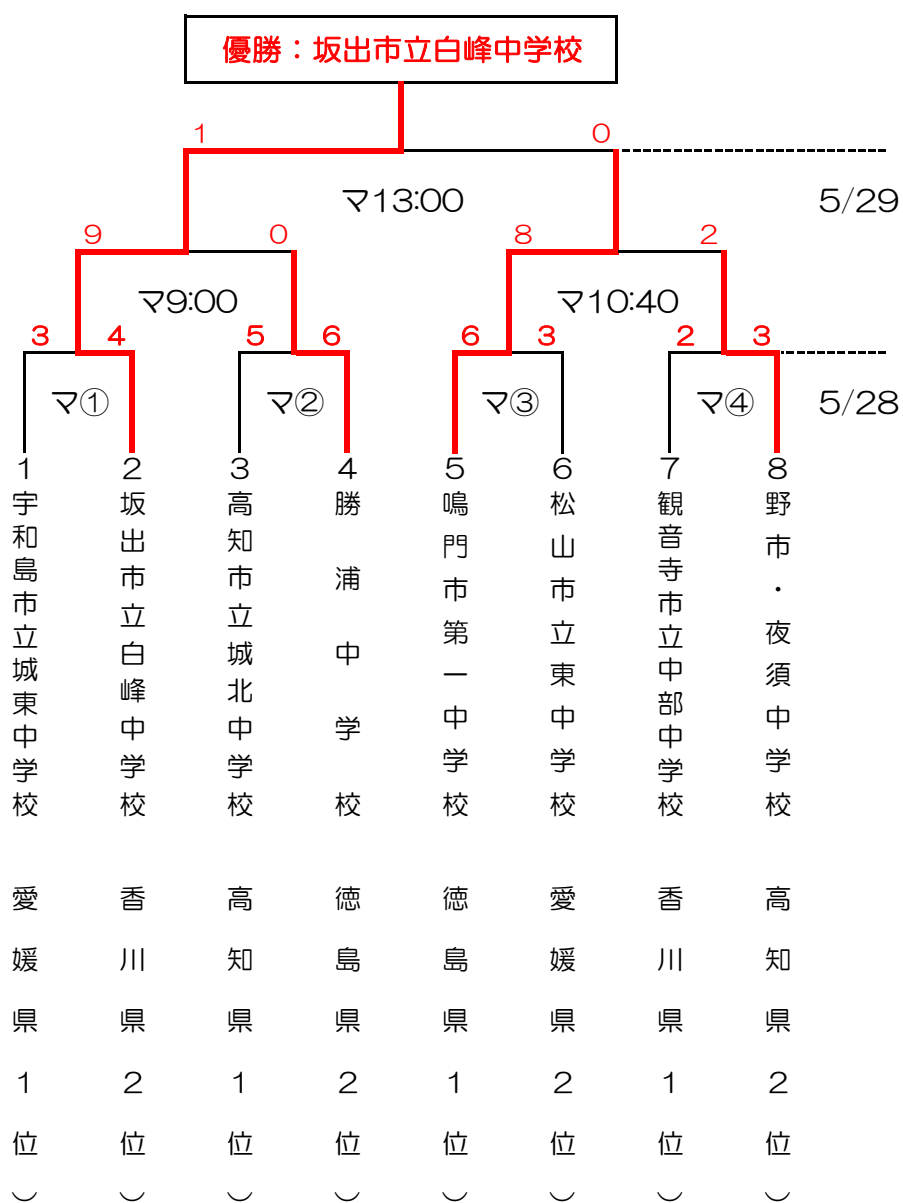 優勝：坂出市立白峰中学校
1 0
マ13:00 5/29
9 0 8 2
マ9:00 マ10:40
3 4 5 6 6 3 2 3
マ① マ② マ③ マ④ 5/28
1 宇和島市立城東中学校 愛媛県1位）
2 坂出市立白峰中学校 香川県2位）
3 高知市立城北中学校 高知県1位）
4 勝浦中学校 徳島県2位）
5 鳴門市第一中学校 徳島県1位）
6 松山市立東中学校 愛媛県2位）
7 観音寺市立中部中学校 香川県1位）
8 野市・夜須中学校 高知県2位）